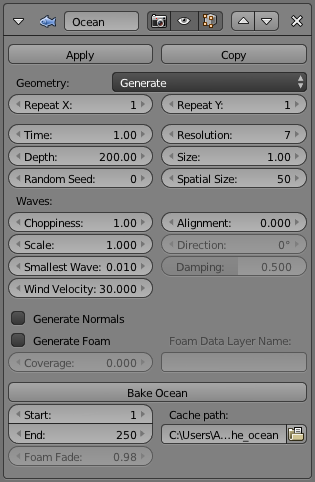 Ocean
Apply Copy
Geometry: Generate
Repeat X: 1 Repeat Y: 1
Time: 1.00 Resolution: 7
Depth: 200.00 Size: 1.00
Random Seed: 0 Spatial Size: 50
Waves:
Choppiness: 1.00 Alignment: 0.000
Scale: 1.000 Direction: 0°
Smallest Wave: 0.010 Damping: 0.500
Wind Velocity: 30.000
Generate Normals
Generate Foam Foam Data Layer Name:
Coverage: 0.000
Bake Ocean
Start: 1 Cache path:
End: 250 C:\Users\A...he_ocean
Foam Fade: 0.98